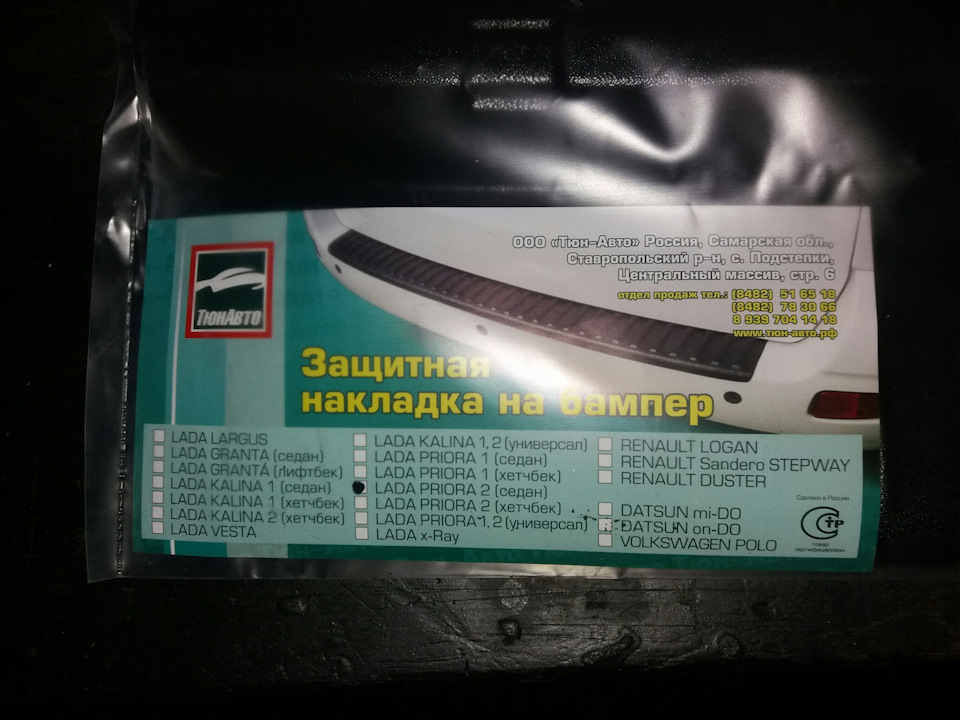 ООО «Тюн-Авто» Россия, Самарская обл.,
Ставропольский р-н, с. Подстепки,
Центральный массив, стр. 6
отдел продаж тел.: (8482) 51 65 18
(8482) 78 30 66
8 939 704 14 18
www.тюн-авто.рф
ТЮНАВТО
Защитная
накладка на бампер
LADA LARGUS
LADA GRANTA (седан)
LADA GRANTA (лифтбек)
LADA KALINA 1 (седан)
LADA KALINA 1 (хетчбек)
LADA KALINA 2 (хетчбек)
LADA VESTA
LADA KALINA 1, 2 (универсал)
LADA PRIORA 1 (седан)
LADA PRIORA 1 (хетчбек)
LADA PRIORA 2 (седан)
LADA PRIORA 2 (хетчбек)
LADA PRIORA 1, 2 (универсал)
LADA x-Ray
RENAULT LOGAN
RENAULT Sandero STEPWAY
RENAULT DUSTER
DATSUN mi-DO
DATSUN on-DO
VOLKSWAGEN POLO
Сделано в России
СТР
товар
сертифицирован